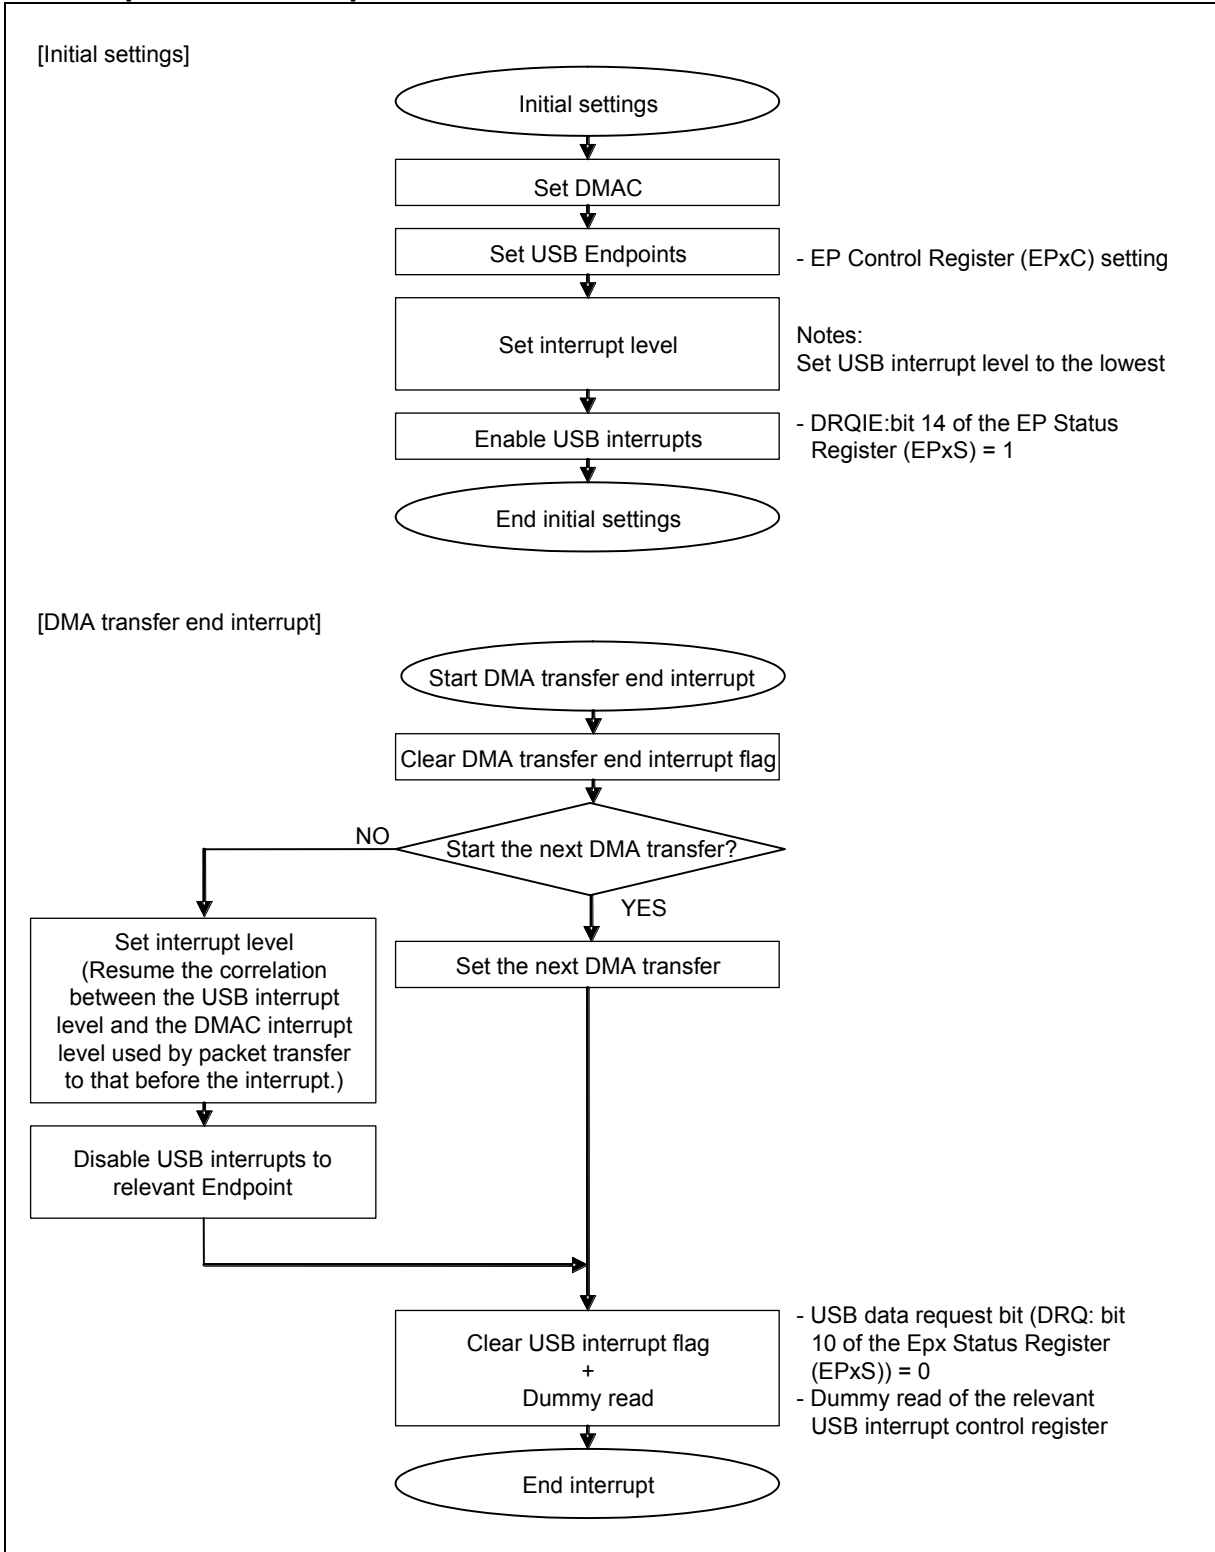 [Initial settings]
Initial settings
Set DMAC
Set USB Endpoints
- EP Control Register (EPxC) setting
Set interrupt level
Notes:
Set USB interrupt level to the lowest
Enable USB interrupts
- DRQIE:bit 14 of the EP Status
Register (EPxS) = 1
End initial settings
[DMA transfer end interrupt]
Start DMA transfer end interrupt
Clear DMA transfer end interrupt flag
NO
Start the next DMA transfer?
YES
Set interrupt level
(Resume the correlation
between the USB interrupt
level and the DMAC interrupt
level used by packet transfer
to that before the interrupt.)
Set the next DMA transfer
Disable USB interrupts to
relevant Endpoint
Clear USB interrupt flag
+
Dummy read
- USB data request bit (DRQ: bit
10 of the Epx Status Register
(EPxS)) = 0
- Dummy read of the relevant
USB interrupt control register
End interrupt